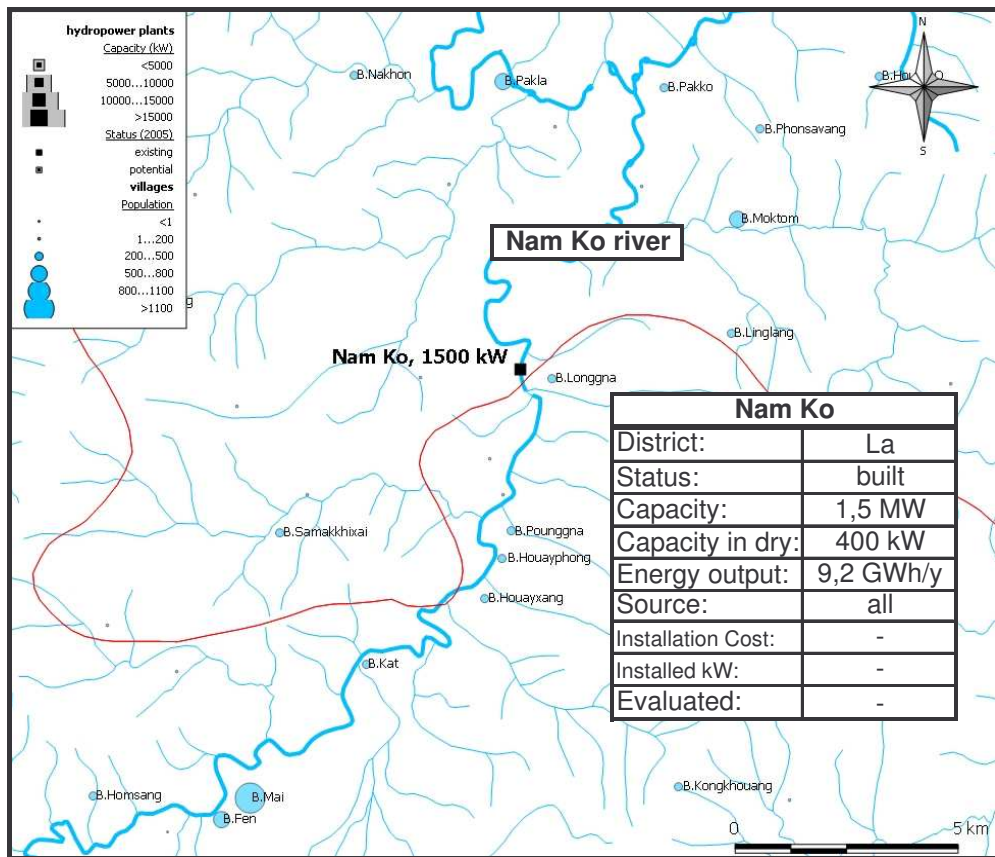 hydropower plants
Capacity (kW)
<5000
5000...10000
10000...15000
>15000
Status (2005)
existing
potential
villages
Population
<1
1...200
200...500
500...800
800...1100
>1100
N
S
O
B.Nakhon
B.Pakla
B.Pakko
B.Phonsavang
B.Moktom
Nam Ko river
B.Linglang
Nam Ko, 1500 kW
B.Longgna
Nam Ko
District: La
Status: built
Capacity: 1,5 MW
Capacity in dry: 400 kW
Energy output: 9,2 GWh/y
Source: all
Installation Cost: -
Installed kW: -
Evaluated: -
B.Samakkhixai
B.Pounggna
B.Houayphong
B.Houayxang
B.Kat
B.Homsang
B.Mai
B.Fen
B.Kongkhouang
0 5 km